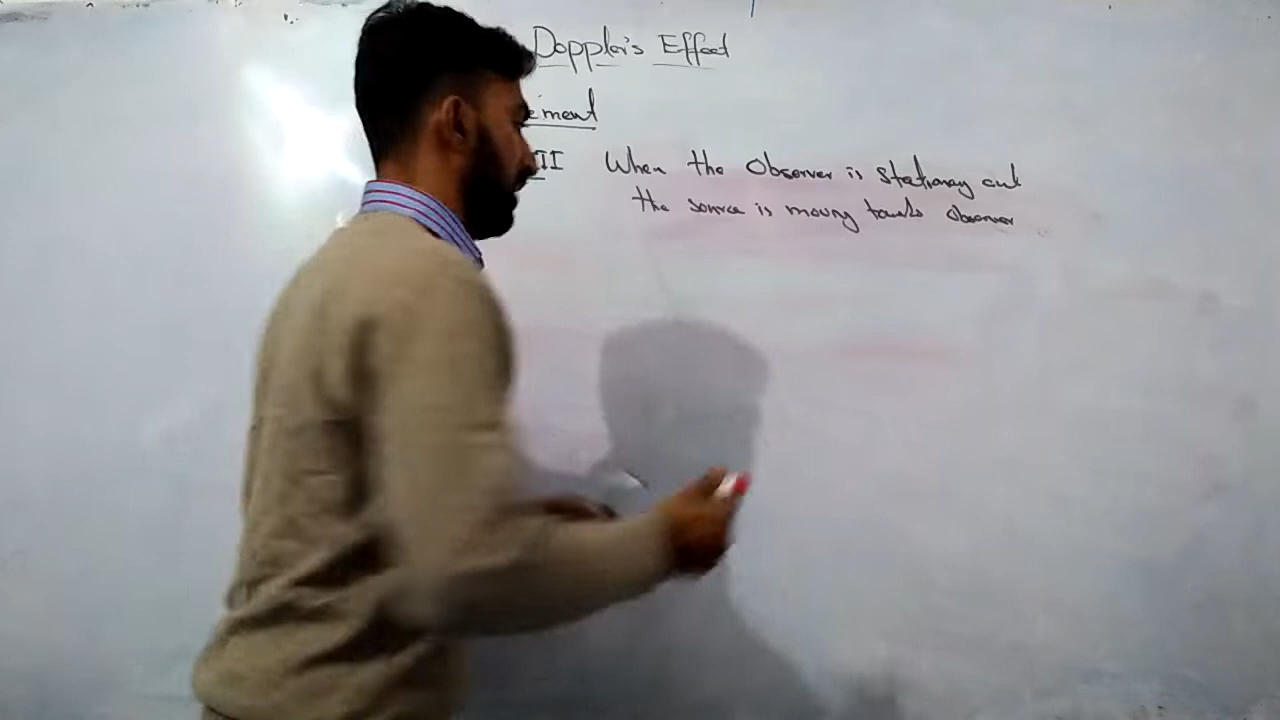 Doppler's Effect
ement
II When the Observer is stationary and
the source is moving towards observer